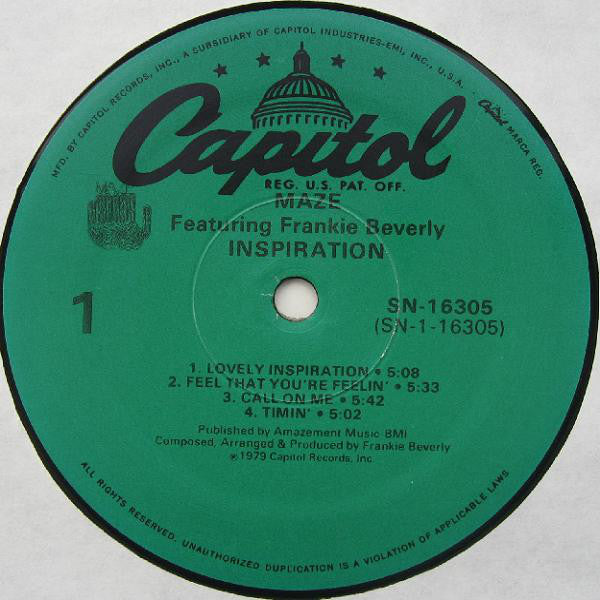 MFD. BY CAPITOL RECORDS, INC., A SUBSIDIARY OF CAPITOL INDUSTRIES-EMI, INC., U.S.A. • Capitol MARCA REG.
Capitol
REG. U.S. PAT. OFF.
MAZE
MAZE
Featuring Frankie Beverly
INSPIRATION
1
SN-16305
(SN-1-16305)
1. LOVELY INSPIRATION • 5:08
2. FEEL THAT YOU'RE FEELIN' • 5:33
3. CALL ON ME • 5:42
4. TIMIN' • 5:02
Published by Amazement Music BMI
Composed, Arranged & Produced by Frankie Beverly
℗1979 Capitol Records, Inc.
ALL RIGHTS RESERVED. UNAUTHORIZED DUPLICATION IS A VIOLATION OF APPLICABLE LAWS